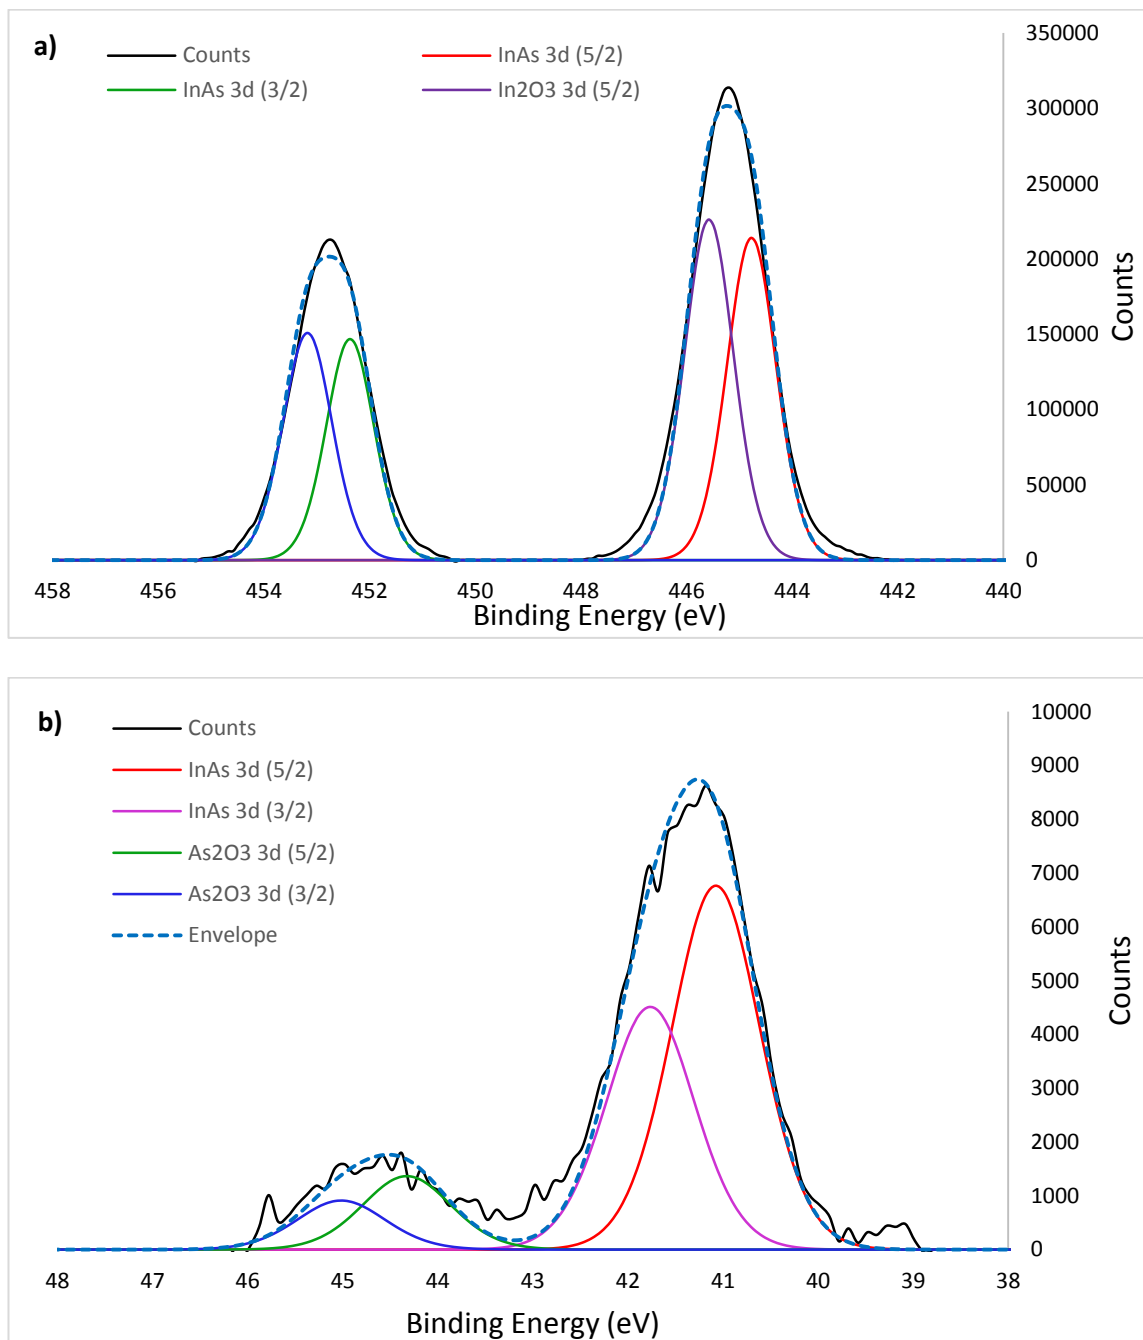 a)
Counts
InAs 3d (5/2)
InAs 3d (3/2)
In2O3 3d (5/2)
350000
300000
250000
200000
150000
100000
50000
0
Counts
458 456 454 452 450 448 446 444 442 440
Binding Energy (eV)
b)
Counts
InAs 3d (5/2)
InAs 3d (3/2)
As2O3 3d (5/2)
As2O3 3d (3/2)
Envelope
10000
9000
8000
7000
6000
5000
4000
3000
2000
1000
0
Counts
48 47 46 45 44 43 42 41 40 39 38
Binding Energy (eV)